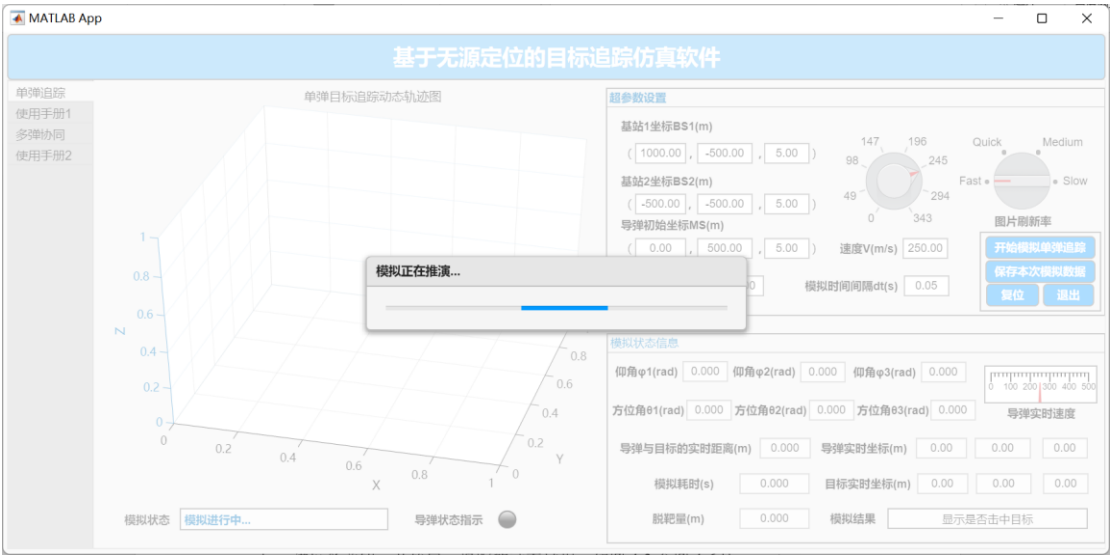 MATLAB App
基于无源定位的目标追踪仿真软件
单弹追踪
使用手册1
多弹协同
使用手册2
单弹目标追踪动态轨迹图
1
0.8
0.6
0.4
0.2
0
Z
0
0.2
0.4
0.6
0.8
1
X
0
0.2
0.4
0.6
0.8
Y
模拟状态 模拟进行中...
导弹状态指示
模拟正在推演...
超参数设置
基站1坐标BS1(m)
( 1000.00 , -500.00 , 5.00 )
基站2坐标BS2(m)
( -500.00 , -500.00 , 5.00 )
导弹初始坐标MS(m)
( 0.00 , 500.00 , 5.00 )
0 49 98 147 196 245 294 343
速度V(m/s) 250.00
模拟时间间隔dt(s) 0.05
Quick Medium
Fast Slow
图片刷新率
开始模拟单弹追踪
保存本次模拟数据
复位 退出
模拟状态信息
仰角φ1(rad) 0.000 仰角φ2(rad) 0.000 仰角φ3(rad) 0.000
方位角θ1(rad) 0.000 方位角θ2(rad) 0.000 方位角θ3(rad) 0.000
0 100 200 300 400 500
导弹实时速度
导弹与目标的实时距离(m) 0.000 导弹实时坐标(m) 0.00 0.00 0.00
模拟耗时(s) 0.000 目标实时坐标(m) 0.00 0.00 0.00
脱靶量(m) 0.000 模拟结果 显示是否击中目标